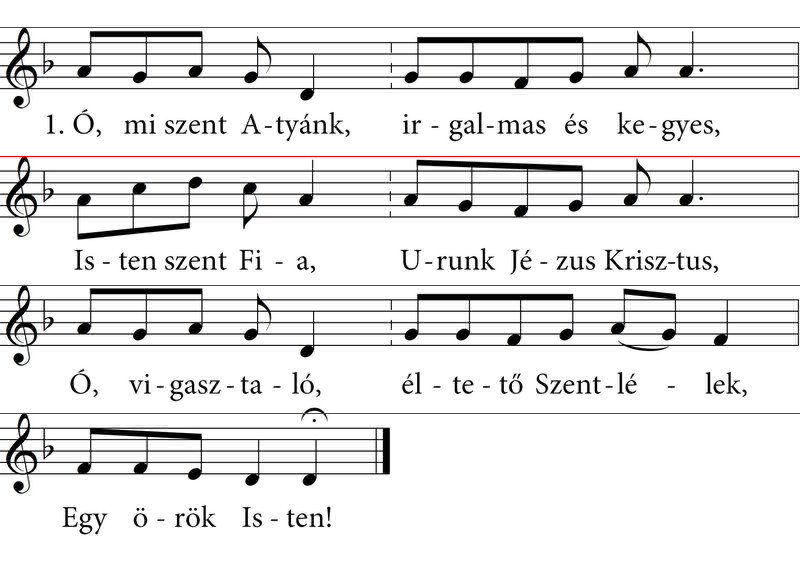 1. Ó, mi szent A-tyánk, ir - gal-mas és ke-gyes,
Is - ten szent Fi - a, U-runk Jé - zus Krisz-tus,
Ó, vi-gasz-ta - ló, él - te - tő Szent-lé - lek,
Egy ö - rök Is - ten!